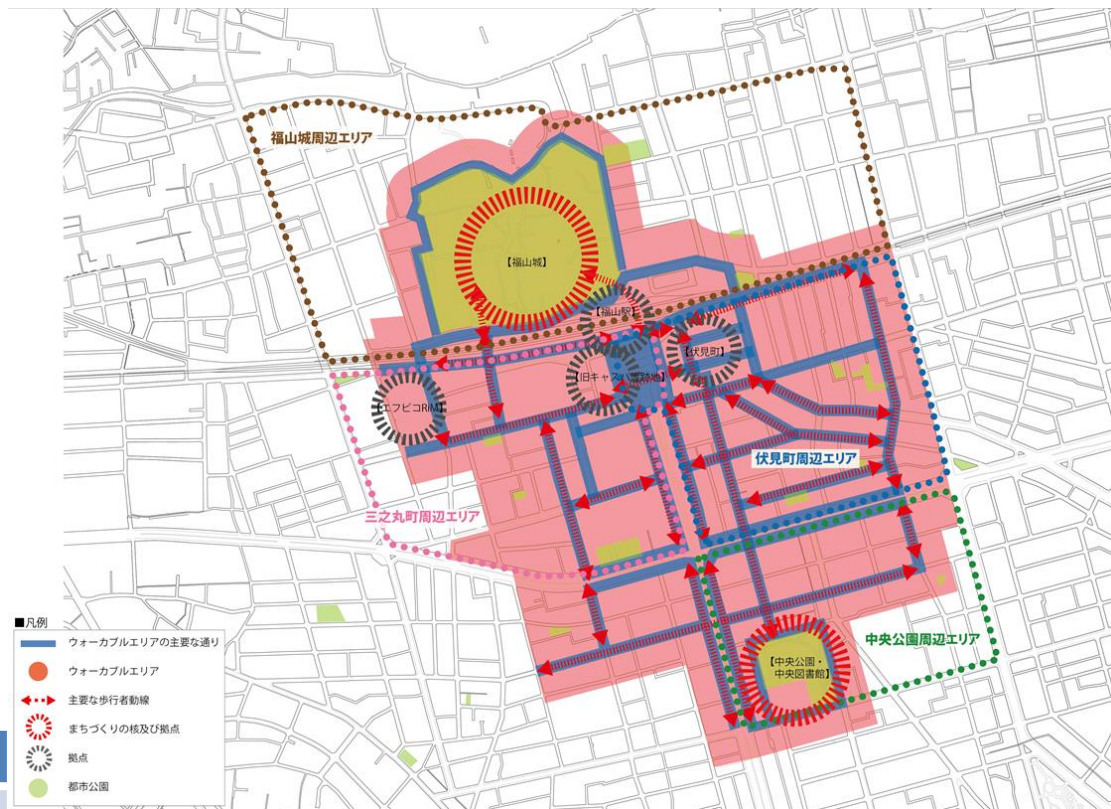 福山城周辺エリア
【福山城】
【福山駅】
【伏見町】
【旧キャスパ跡地】
【エフピコRiM】
伏見町周辺エリア
三之丸町周辺エリア
中央公園周辺エリア
【中央公園・
中央図書館】
■凡例
ウォーカブルエリアの主要な通り
ウォーカブルエリア
主要な歩行者動線
まちづくりの核及び拠点
拠点
都市公園